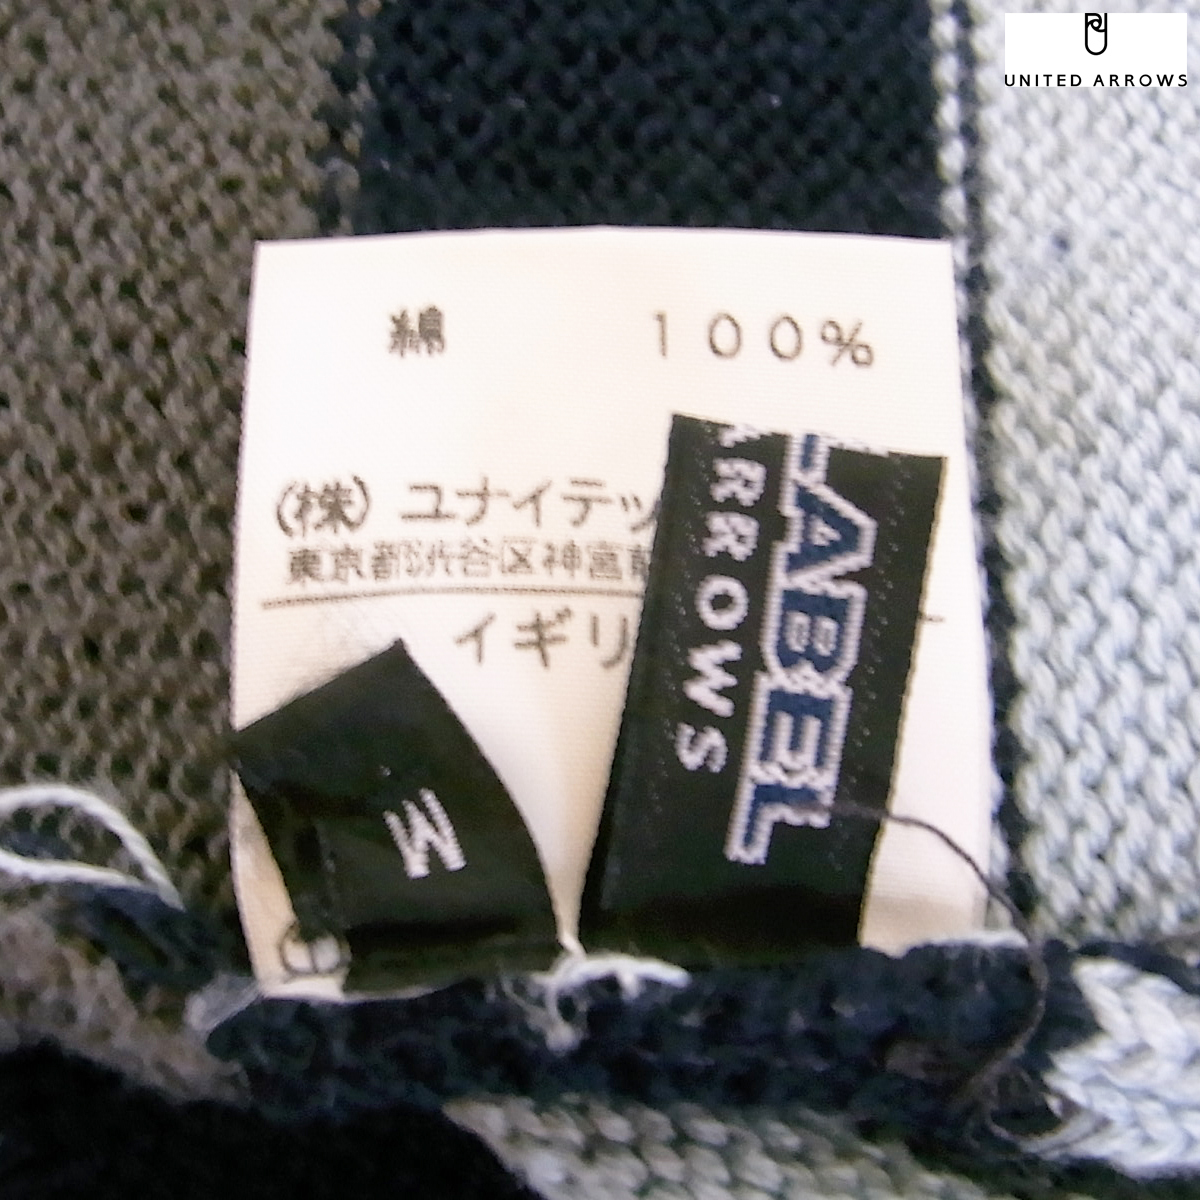 UNITED ARROWS
綿 100%
(株) ユナイテッ
東京都渋谷区神宮前
イギリ
ARROWS
LABEL
M